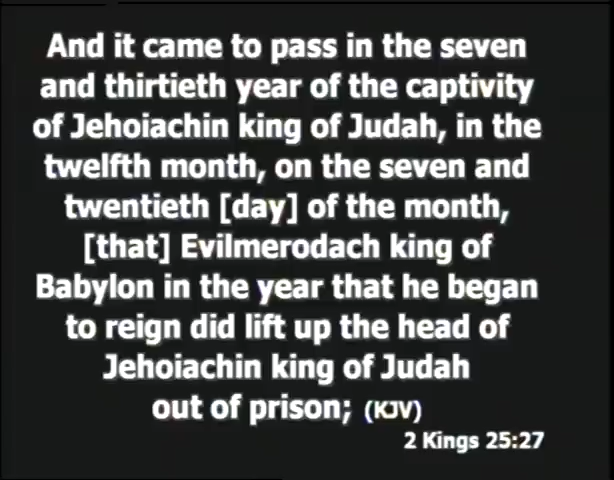 And it came to pass in the seven
and thirtieth year of the captivity
of Jehoiachin king of Judah, in the
twelfth month, on the seven and
twentieth [day] of the month,
[that] Evilmerodach king of
Babylon in the year that he began
to reign did lift up the head of
Jehoiachin king of Judah
out of prison; (KJV)
2 Kings 25:27